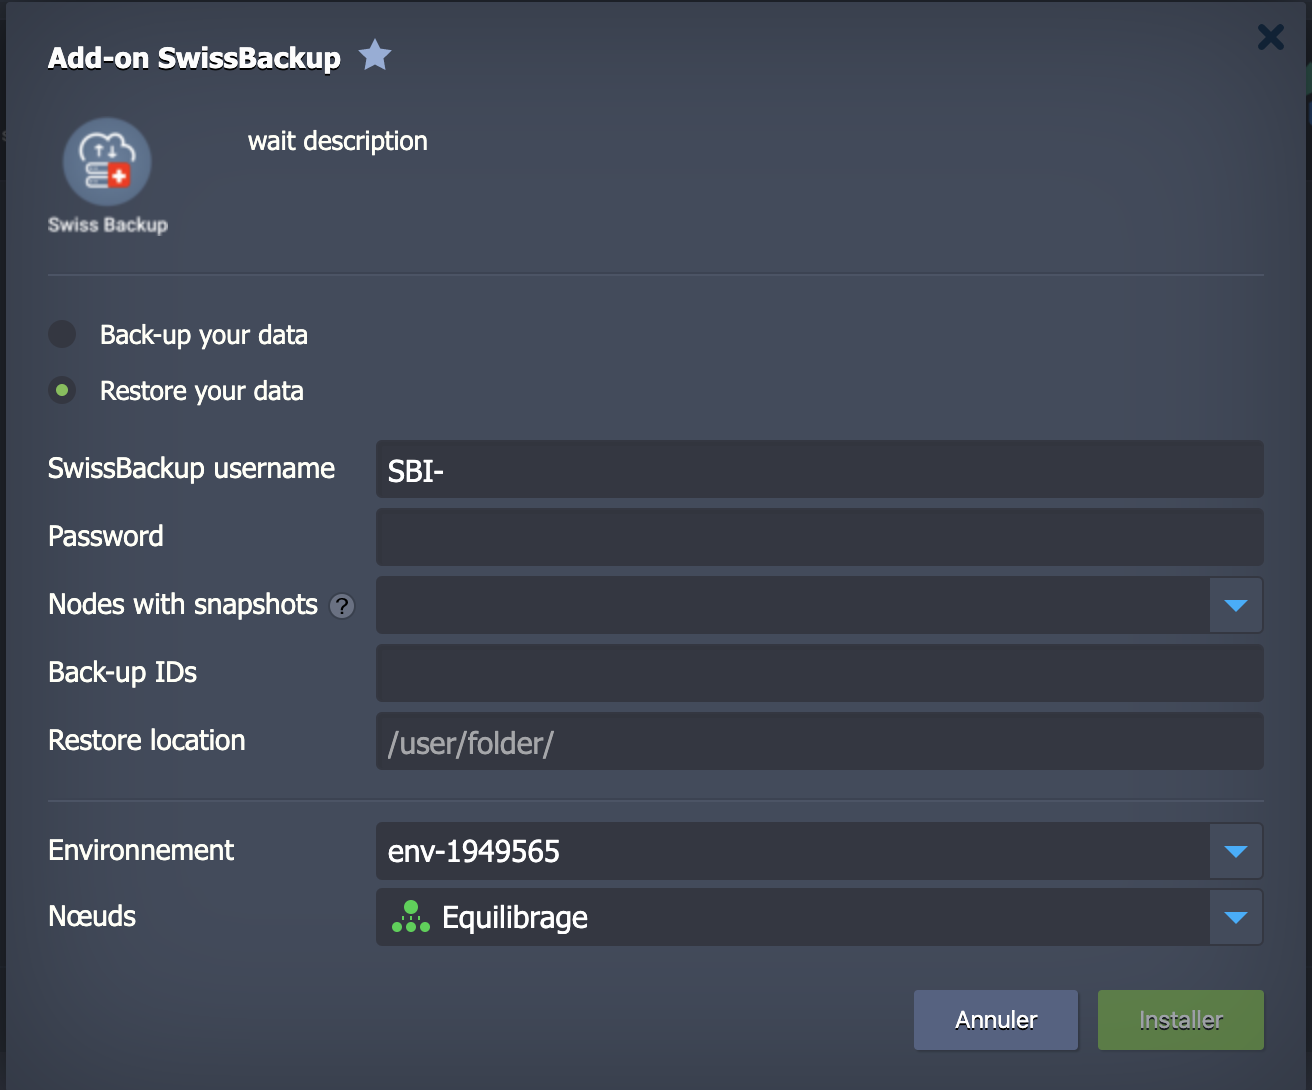 Add-on SwissBackup
wait description
Swiss Backup
Back-up your data
Restore your data
SwissBackup username
SBI-
Password
Nodes with snapshots ?
Back-up IDs
Restore location
/user/folder/
Environnement
env-1949565
Nœuds
Equilibrage
Annuler
Installer